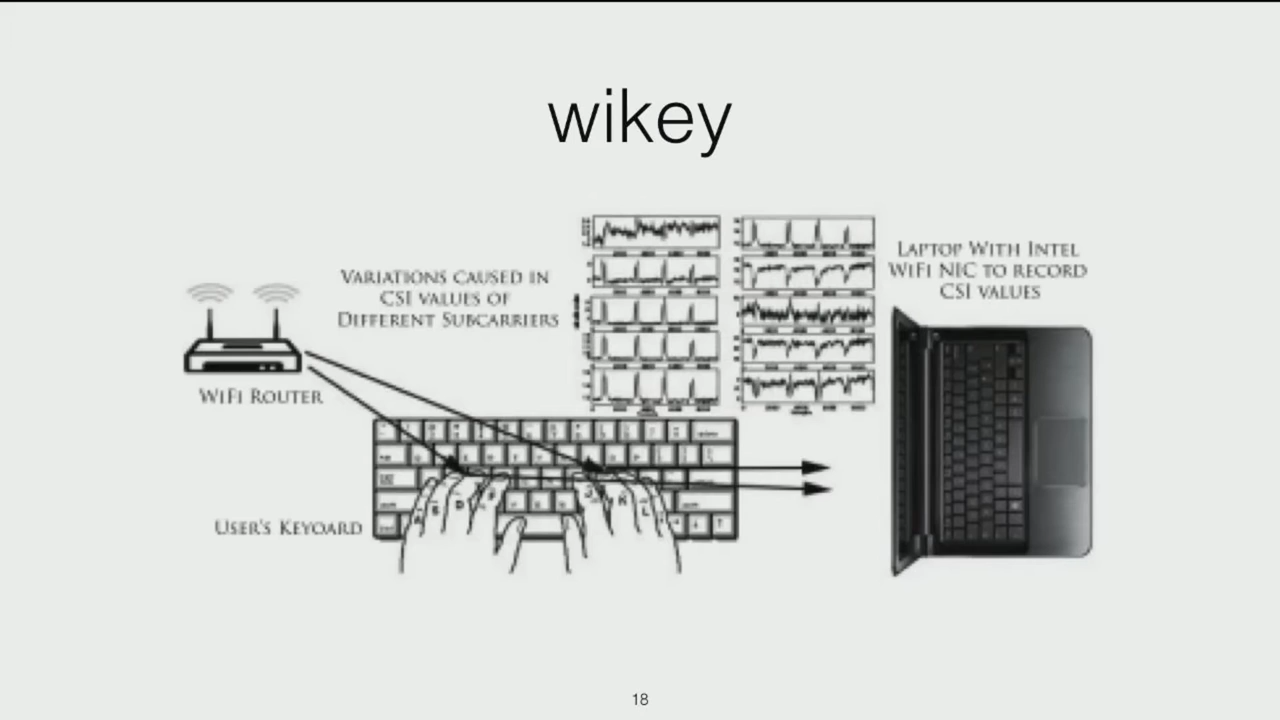 wikey
VARIATIONS CAUSED IN
CSI VALUES OF
DIFFERENT SUBCARRIERS
LAPTOP WITH INTEL
WIFI NIC TO RECORD
CSI VALUES
WIFI ROUTER
USER'S KEYOARD
18